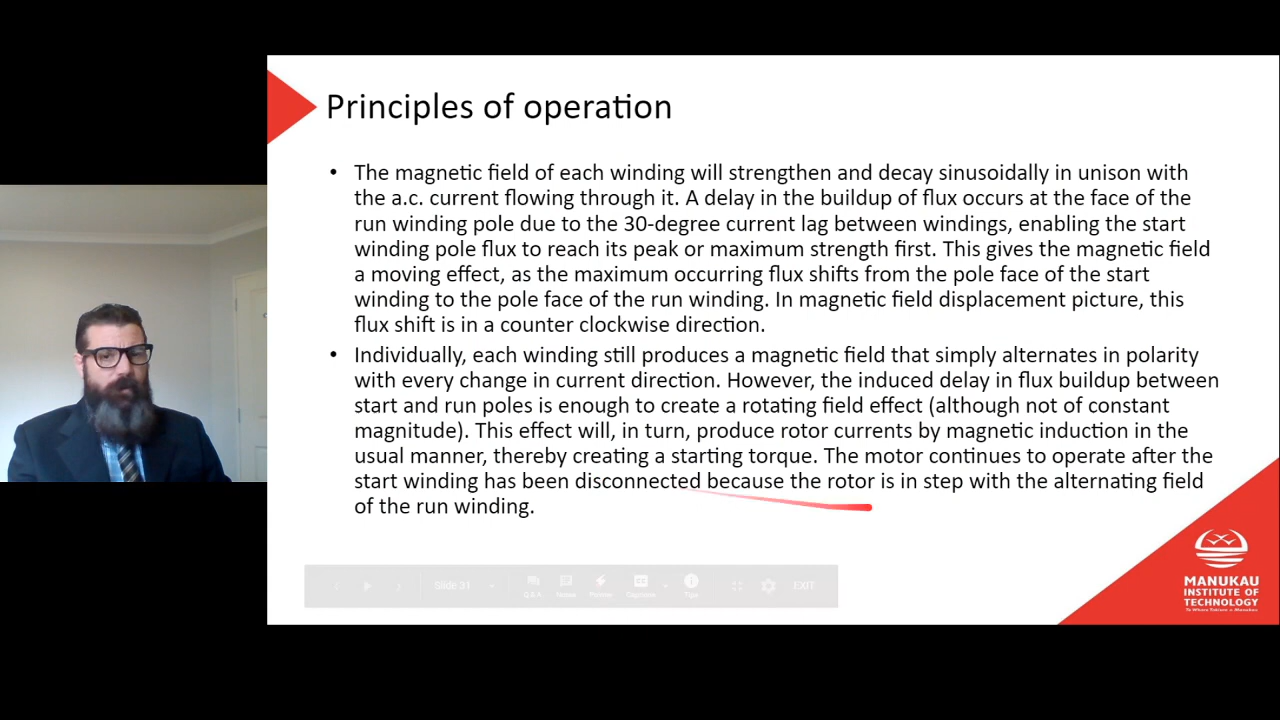 Principles of operation
• The magnetic field of each winding will strengthen and decay sinusoidally in unison with
the a.c. current flowing through it. A delay in the buildup of flux occurs at the face of the
run winding pole due to the 30-degree current lag between windings, enabling the start
winding pole flux to reach its peak or maximum strength first. This gives the magnetic field
a moving effect, as the maximum occurring flux shifts from the pole face of the start
winding to the pole face of the run winding. In magnetic field displacement picture, this
flux shift is in a counter clockwise direction.
• Individually, each winding still produces a magnetic field that simply alternates in polarity
with every change in current direction. However, the induced delay in flux buildup between
start and run poles is enough to create a rotating field effect (although not of constant
magnitude). This effect will, in turn, produce rotor currents by magnetic induction in the
usual manner, thereby creating a starting torque. The motor continues to operate after the
start winding has been disconnected because the rotor is in step with the alternating field
of the run winding.
Slide 31
Q&A Notes Pointer Captions Tips EXIT
MANUKAU
INSTITUTE OF
TECHNOLOGY